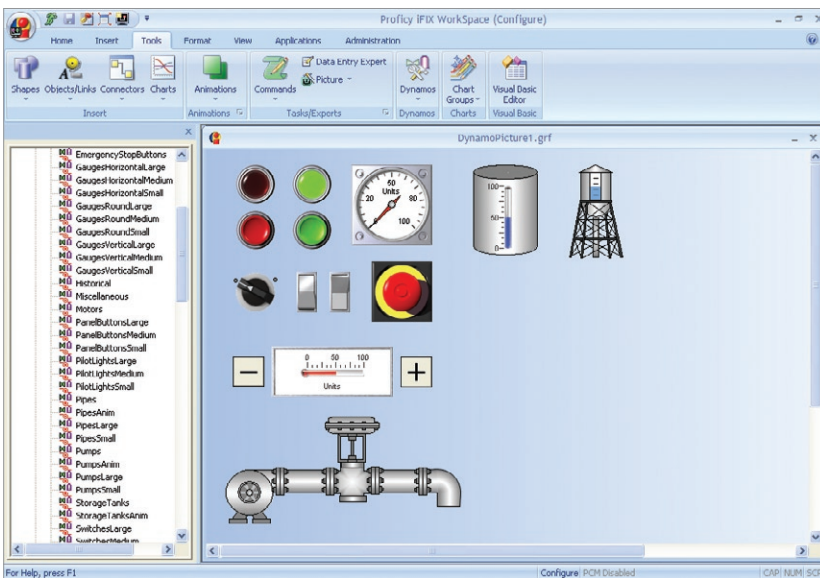 Proficy iFIX WorkSpace (Configure)
Home Insert Tools Format View Applications Administration
Shapes Objects/Links Connectors Charts
Insert
Animations
Animations
Commands
Data Entry Expert
Picture
Tasks/Exports
Dynamos
Dynamos
Chart Groups
Charts
Visual Basic Editor
Visual Basic
EmergencyStopButtons
GaugesHorizontalLarge
GaugesHorizontalMedium
GaugesHorizontalSmall
GaugesRoundLarge
GaugesRoundMedium
GaugesRoundSmall
GaugesVerticalLarge
GaugesVerticalMedium
GaugesVerticalSmall
Historical
Miscellaneous
Motors
PanelButtonsLarge
PanelButtonsMedium
PanelButtonsSmall
PilotLightsLarge
PilotLightsMedium
PilotLightsSmall
Pipes
PipesAnim
PipesLarge
PipesSmall
Pumps
PumpsAnim
PumpsLarge
PumpsSmall
StorageTanks
StorageTanksAnim
SwitchesLarge
SwitchesMedium
DynamoPicture1.grf
50
Units
20 80
0 100
100
50
0
0 50 100
Units
For Help, press F1
Configure PCM Disabled CAP NUM SCR